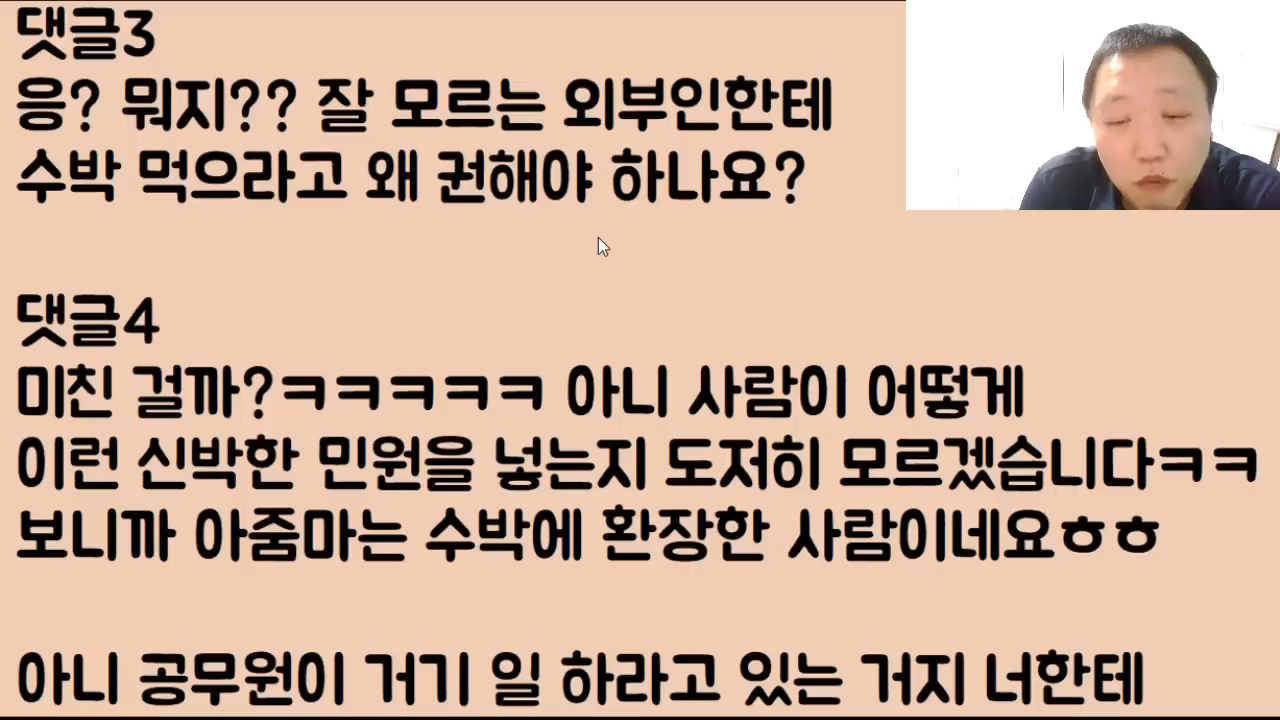 댓글3
응? 뭐지?? 잘 모르는 외부인한테
수박 먹으라고 왜 권해야 하나요?
댓글4
미친 걸까?ㅋㅋㅋㅋㅋ 아니 사람이 어떻게
이런 신박한 민원을 넣는지 도저히 모르겠습니다ㅋㅋ
보니까 아줌마는 수박에 환장한 사람이네요ㅎㅎ
아니 공무원이 거기 일 하라고 있는 거지 너한테